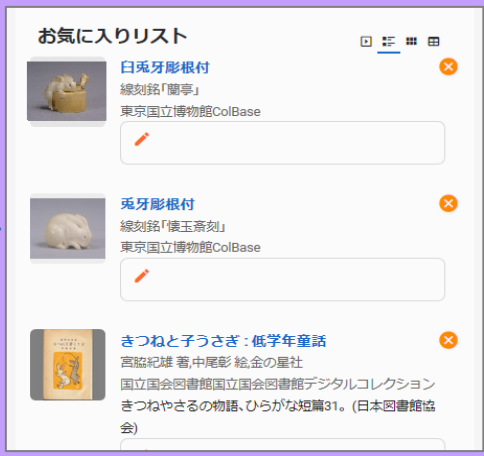 お気に入りリスト
臼兎牙彫根付
線刻銘「蘭亭」
東京国立博物館ColBase
兎牙彫根付
線刻銘「懐玉斎刻」
東京国立博物館ColBase
きつねと子うさぎ : 低学年童話
宮脇紀雄 著,中尾彰 絵,金の星社
国立国会図書館国立国会図書館デジタルコレクション
きつねやさるの物語、ひらがな短篇31。(日本図書館協
会)